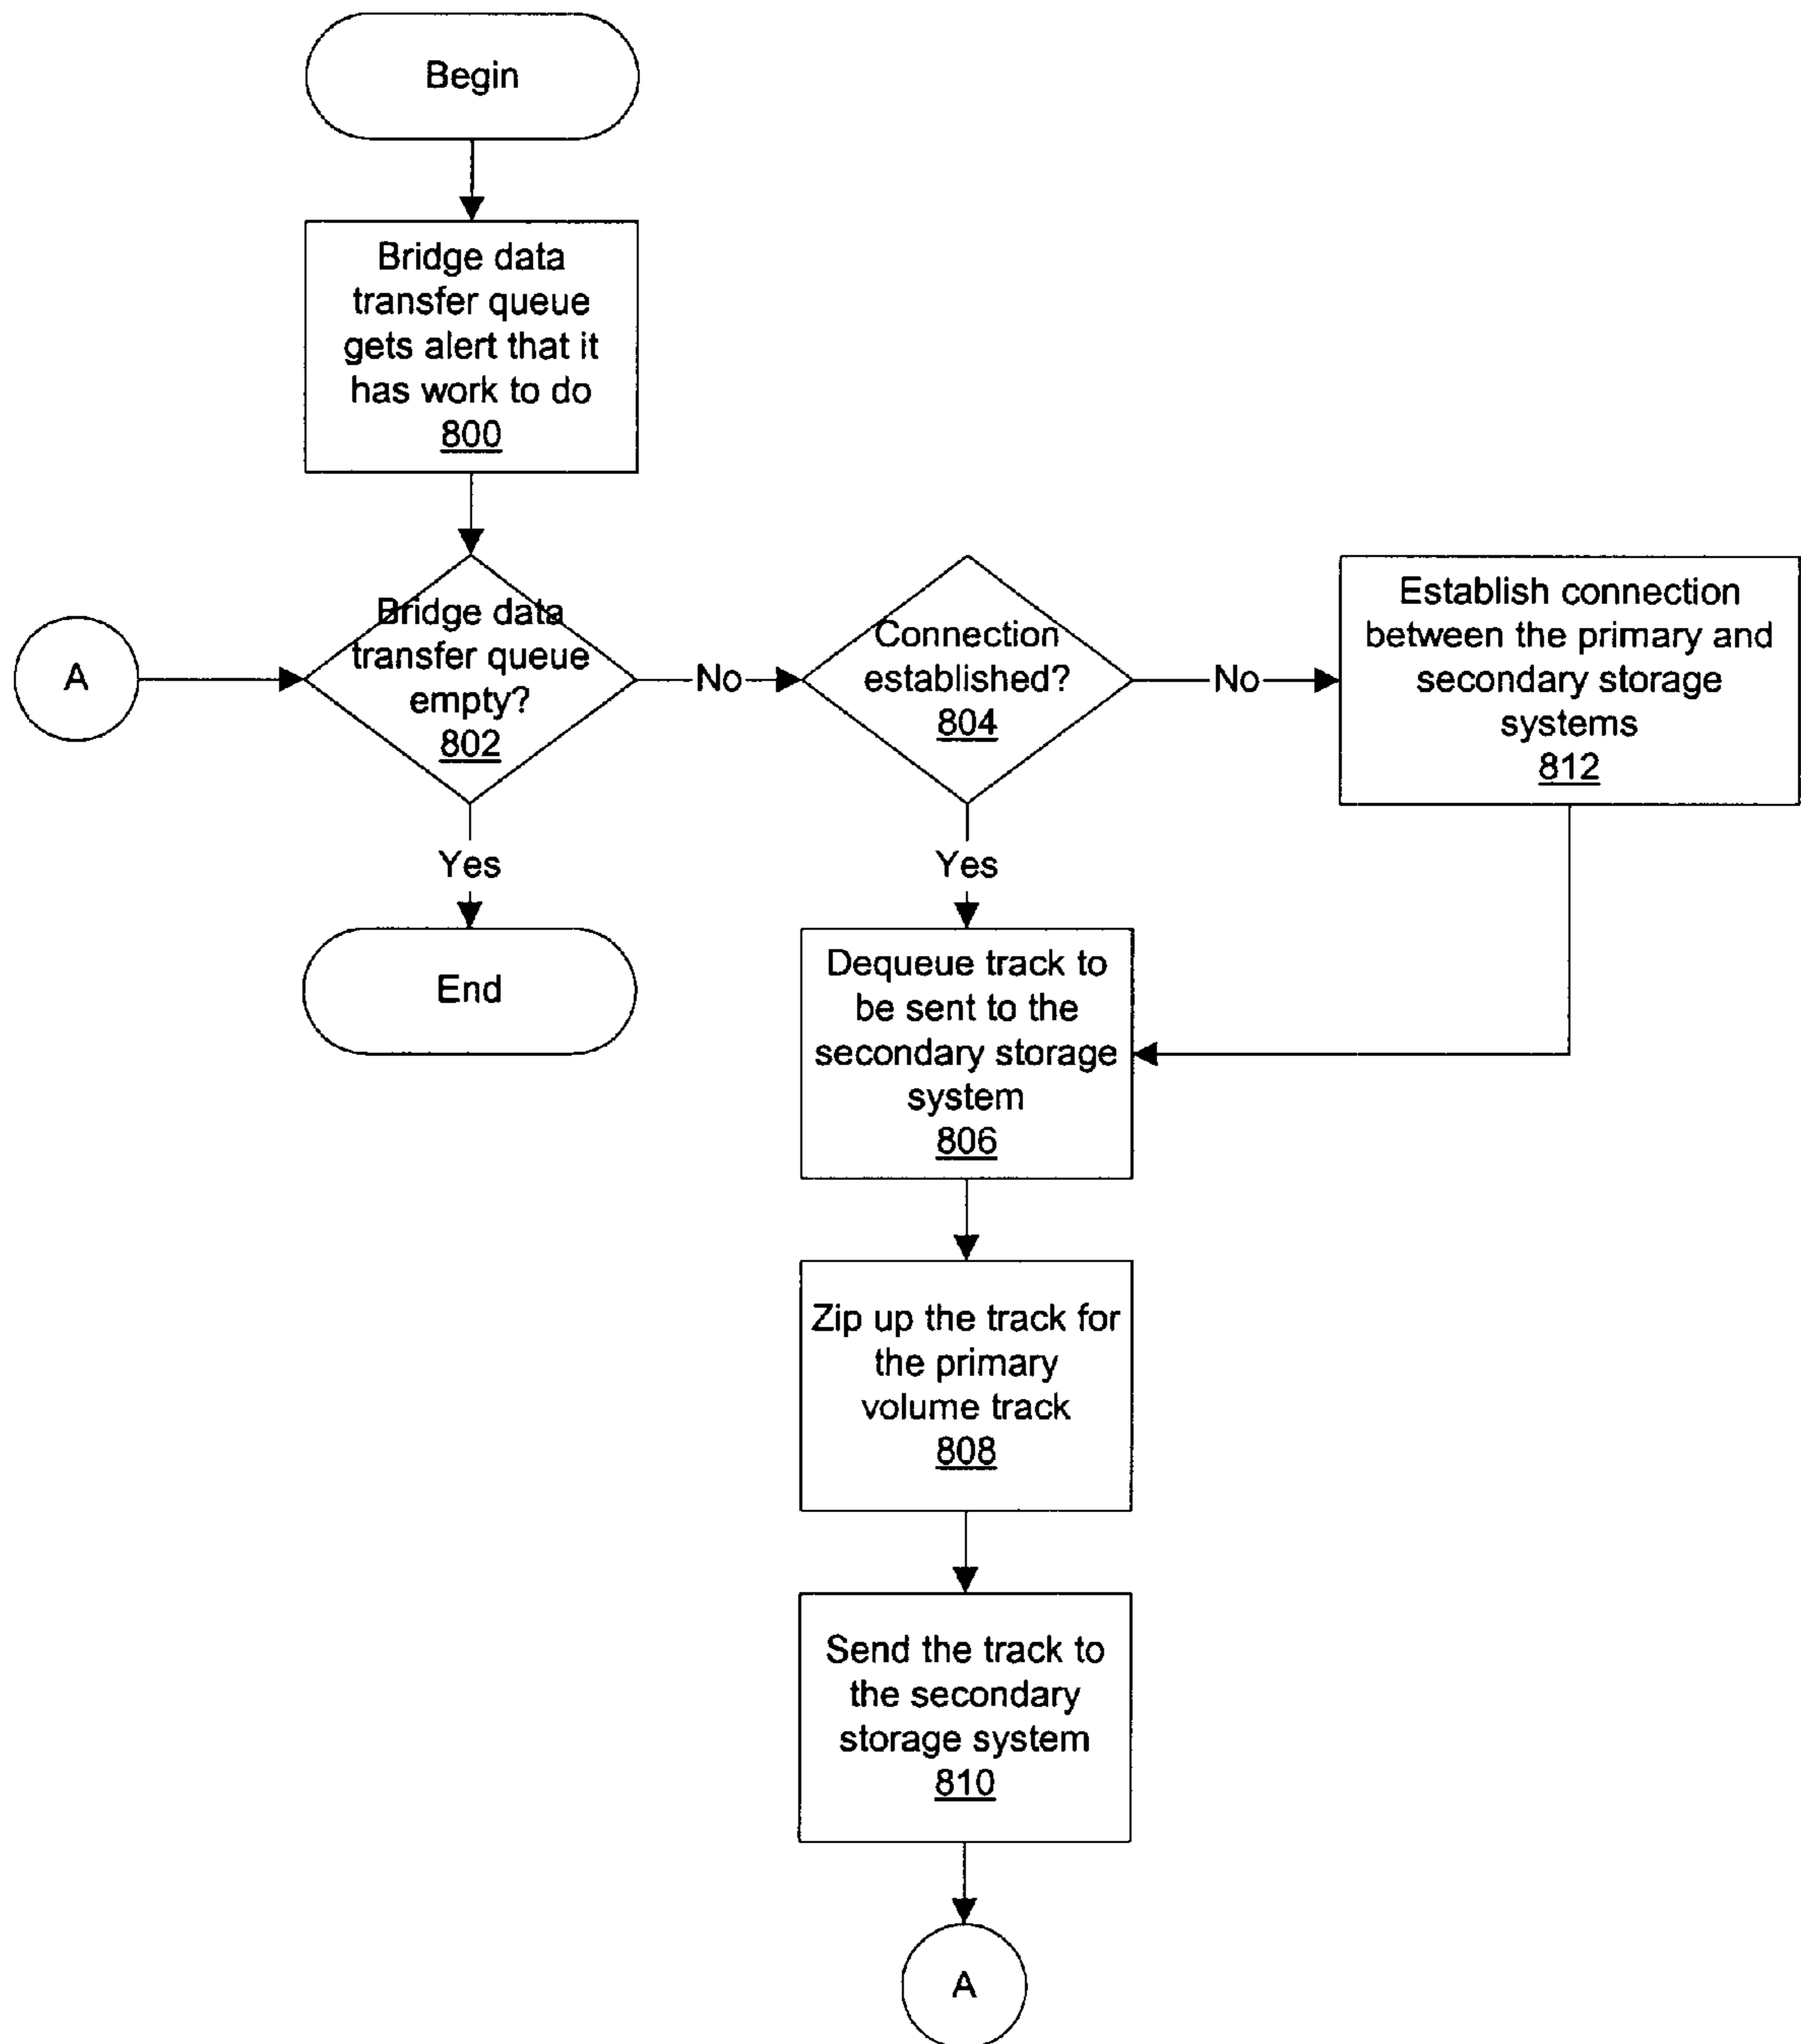 Begin
Bridge data
transfer queue
gets alert that it
has work to do
800
A
Bridge data
transfer queue
empty?
802
No
Connection
established?
804
No
Establish connection
between the primary and
secondary storage
systems
812
Yes
End
Yes
Dequeue track to
be sent to the
secondary storage
system
806
Zip up the track for
the primary
volume track
808
Send the track to
the secondary
storage system
810
A